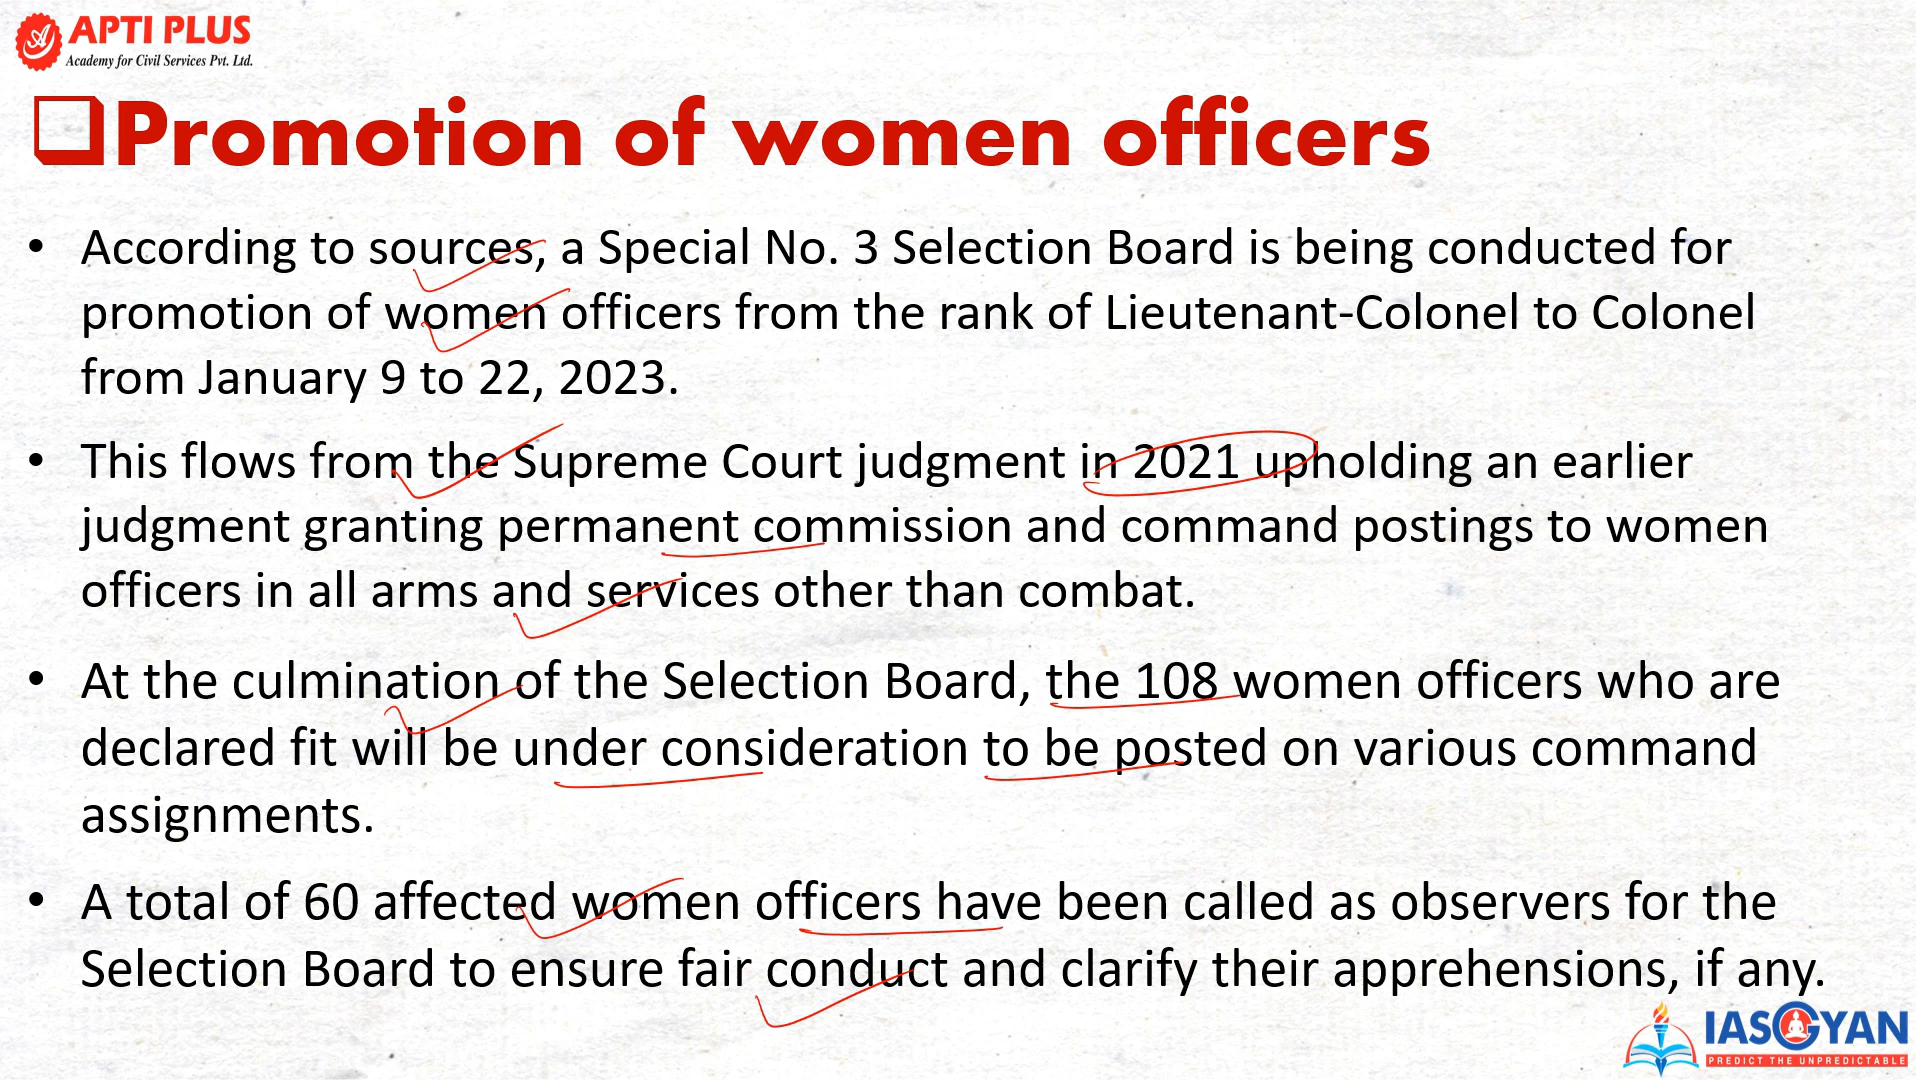 APTI PLUS
Academy for Civil Services Pvt. Ltd.
Promotion of women officers
• According to sources, a Special No. 3 Selection Board is being conducted for
promotion of women officers from the rank of Lieutenant-Colonel to Colonel
from January 9 to 22, 2023.
• This flows from the Supreme Court judgment in 2021 upholding an earlier
judgment granting permanent commission and command postings to women
officers in all arms and services other than combat.
• At the culmination of the Selection Board, the 108 women officers who are
declared fit will be under consideration to be posted on various command
assignments.
• A total of 60 affected women officers have been called as observers for the
Selection Board to ensure fair conduct and clarify their apprehensions, if any.
IASGYAN
PREDICT THE UNPREDICTABLE